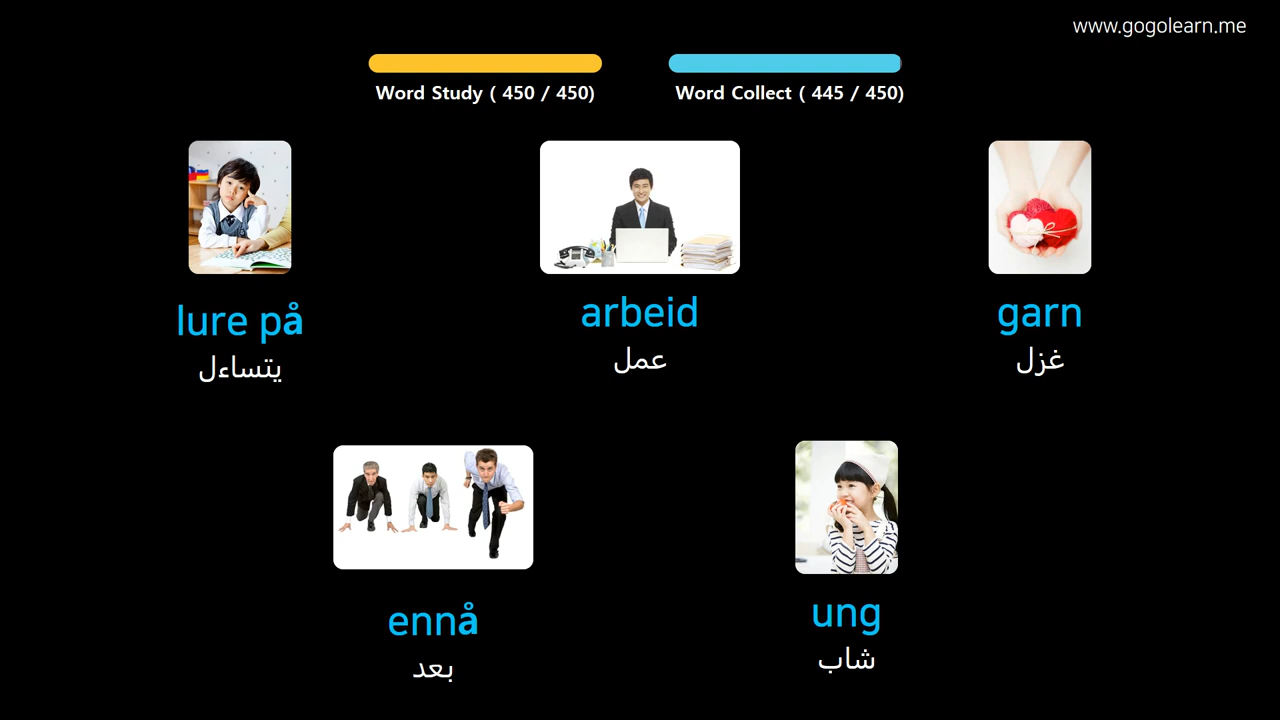 www.gogolearn.me
Word Study ( 450 / 450)
Word Collect ( 445 / 450)
lure på
يتساءل
arbeid
عمل
garn
غزل
ennå
بعد
ung
شاب